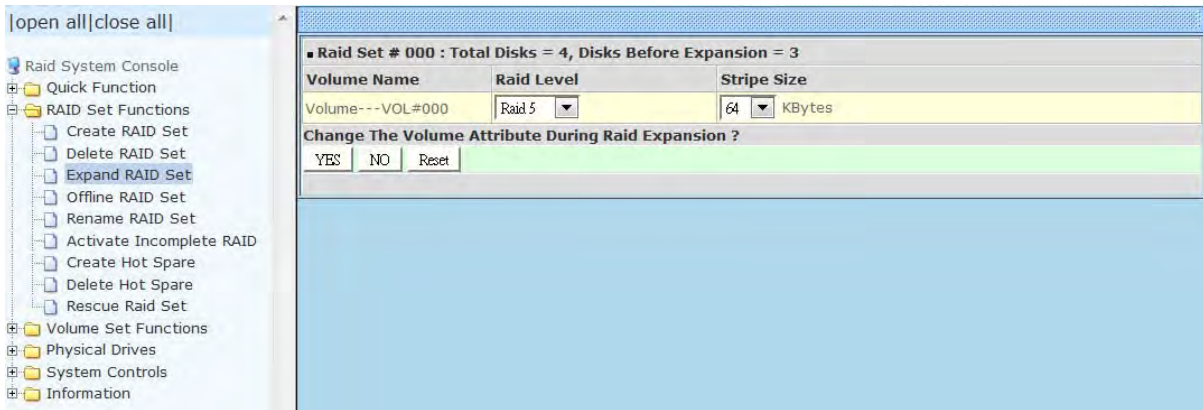 |open all|close all|
Raid System Console
Quick Function
RAID Set Functions
Create RAID Set
Delete RAID Set
Expand RAID Set
Offline RAID Set
Rename RAID Set
Activate Incomplete RAID
Create Hot Spare
Delete Hot Spare
Rescue Raid Set
Volume Set Functions
Physical Drives
System Controls
Information
Raid Set # 000 : Total Disks = 4, Disks Before Expansion = 3
Volume Name Raid Level Stripe Size
Volume---VOL#000 Raid 5 64 KBytes
Change The Volume Attribute During Raid Expansion ?
YES NO Reset